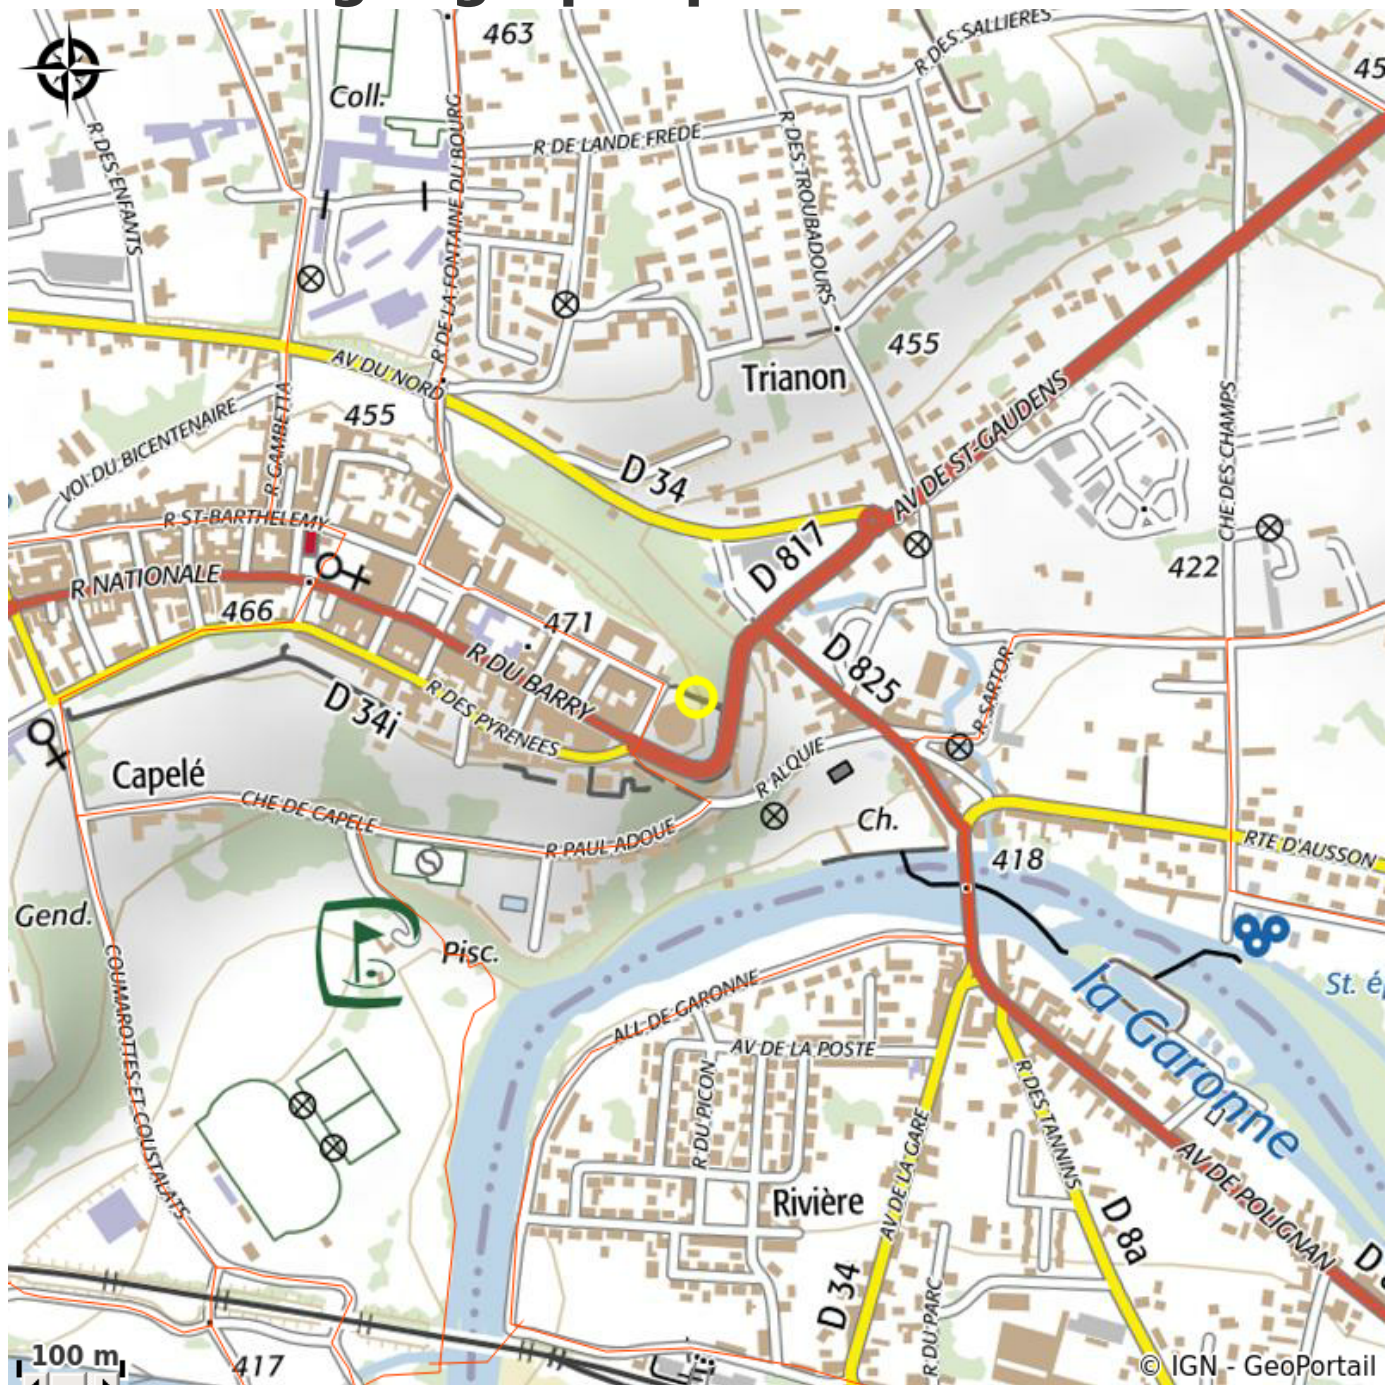 463
R DES SALLIERES
Coll.
R DES ENFANTS
R DE LANDE FREDE
R DES TROUBADOURS
R DE LA FONTAINE DU BOURG
455
AV DU NORD
Trianon
R GAMBETTA
455
VOI DU BICENTENAIRE
AV DE ST-GAUDENS
CHE DES CHAMPS
D 34
R ST-BARTHELEMY
D 817
422
R NATIONALE
466
471
R DU BARRY
D 825
R SARTOR
D 34i
R DES PYRENEES
Capelé
R ALQUIE
CHE DE CAPELE
R PAUL ADOUE
Ch.
418
RTE D'AUSSON
Gend.
Pisc.
COUMAROTTES ET COUSTALATS
la Garonne
ALL DE GARONNE
AV DE LA POSTE
R DU PICON
R DES TANNINS
AV DE LA GARE
AV DE POLIGNAN
Rivière
D 8a
D 34
R DU PARC
100 m
417
© IGN - GeoPortail